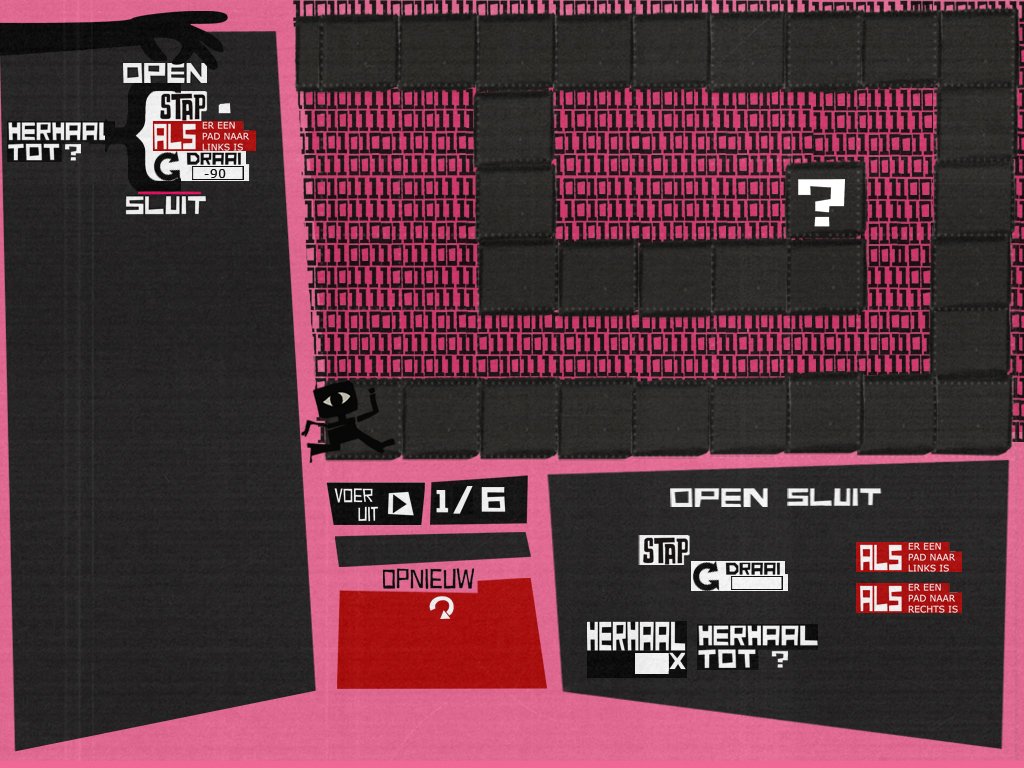 OPEN
STAP
HERHAAL
TOT ?
ALS ER EEN
PAD NAAR
LINKS IS
DRAAI
-90
SLUIT
?
VOER
UIT
1/6
OPNIEUW
OPEN SLUIT
STAP
DRAAI
ALS ER EEN
PAD NAAR
LINKS IS
ALS ER EEN
PAD NAAR
RECHTS IS
HERHAAL
X
HERHAAL
TOT ?